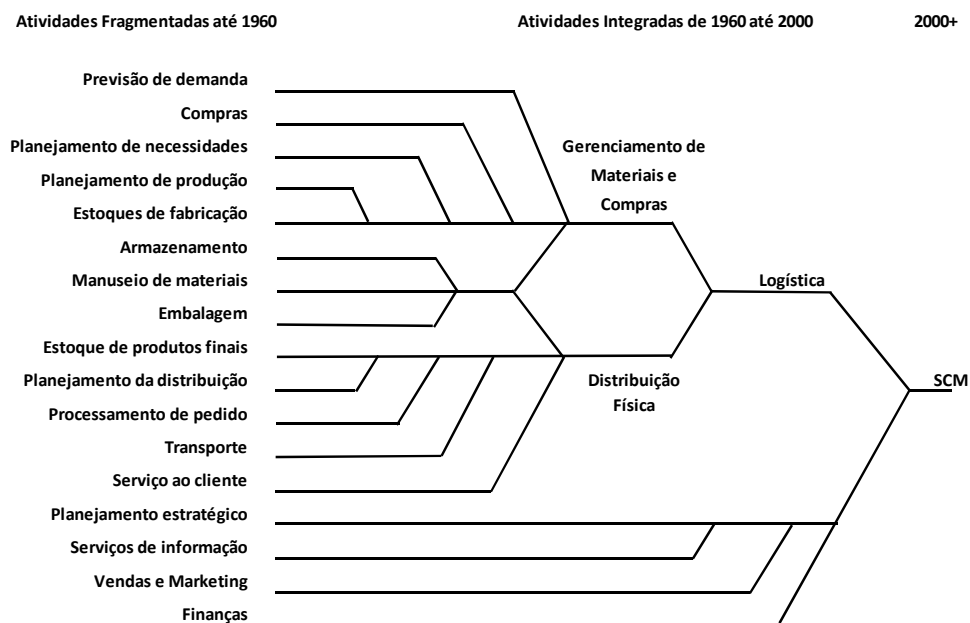 Atividades Fragmentadas até 1960
Atividades Integradas de 1960 até 2000
2000+
Previsão de demanda
Compras
Planejamento de necessidades
Planejamento de produção
Estoques de fabricação
Armazenamento
Manuseio de materiais
Embalagem
Estoque de produtos finais
Planejamento da distribuição
Processamento de pedido
Transporte
Serviço ao cliente
Planejamento estratégico
Serviços de informação
Vendas e Marketing
Finanças
Gerenciamento de
Materiais e
Compras
Distribuição
Física
Logística
SCM